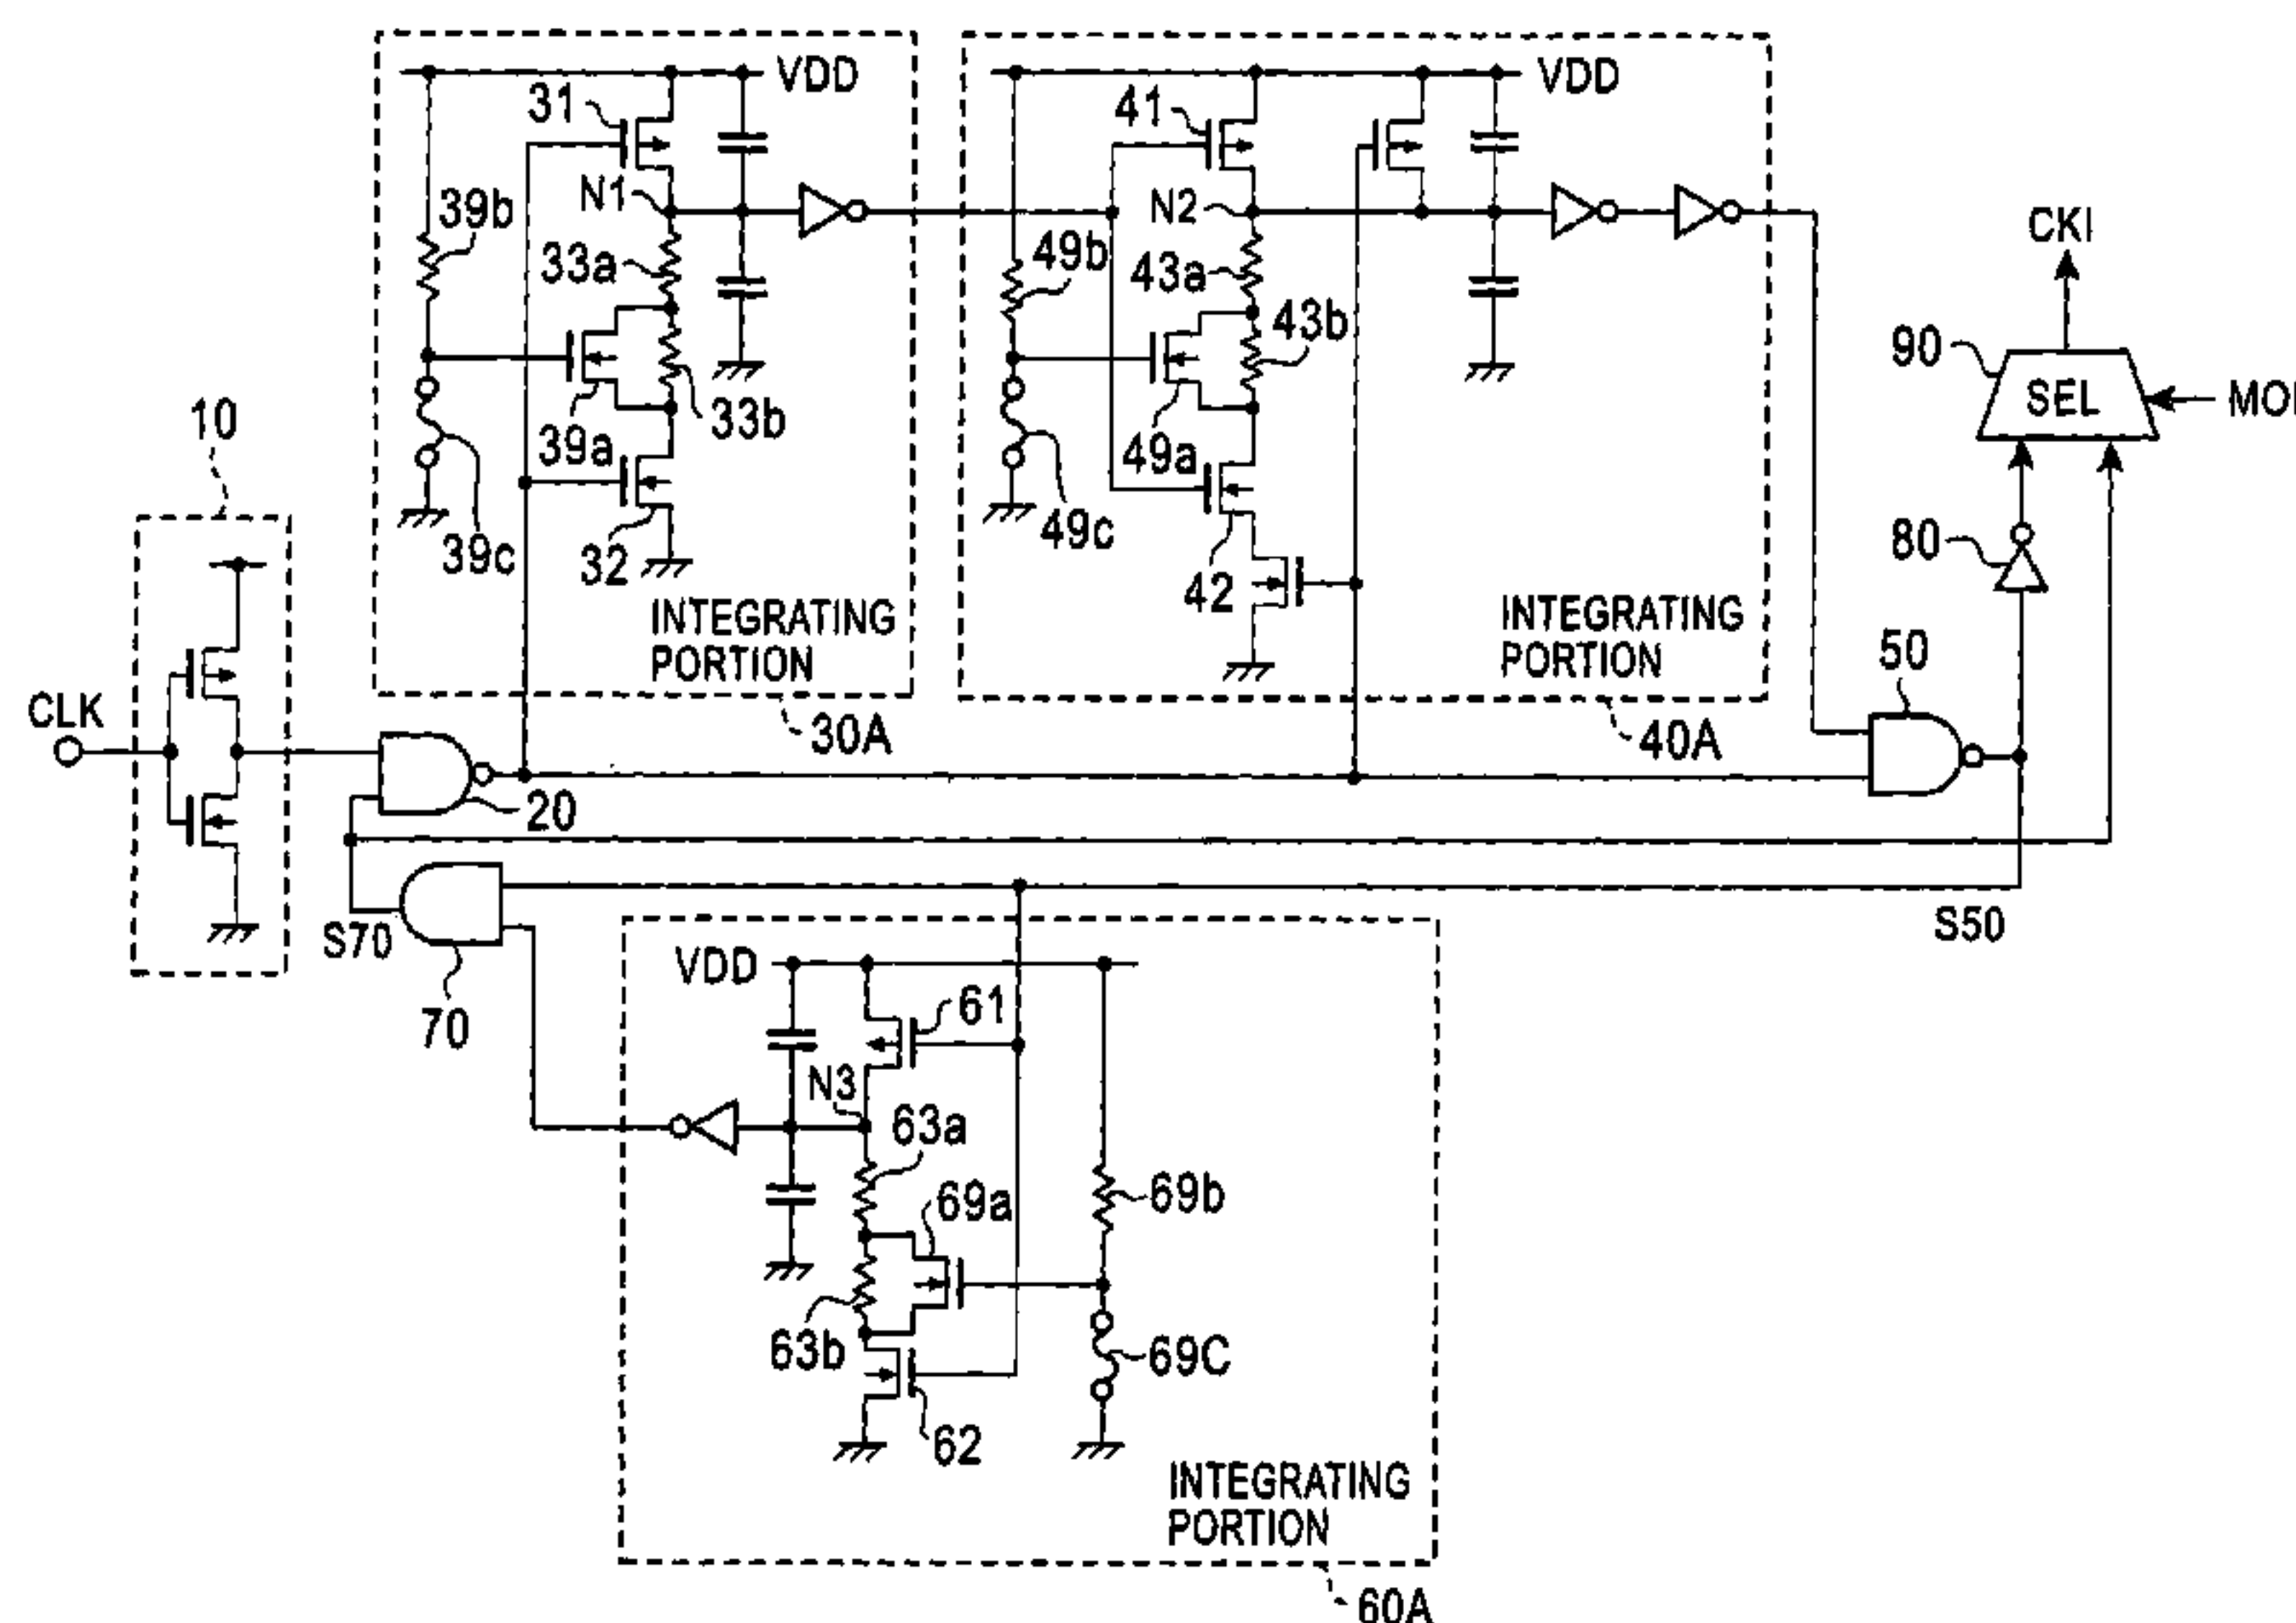 VDD
31
N1
39b
33a
33b
39a
39c
32
INTEGRATING
PORTION
30A
VDD
41
N2
49b
43a
43b
49a
49c
42
INTEGRATING
PORTION
40A
CKI
90
SEL
80
50
10
CLK
20
S70
70
S50
VDD
61
N3
63a
69a
69b
63b
69C
62
INTEGRATING
PORTION
60A